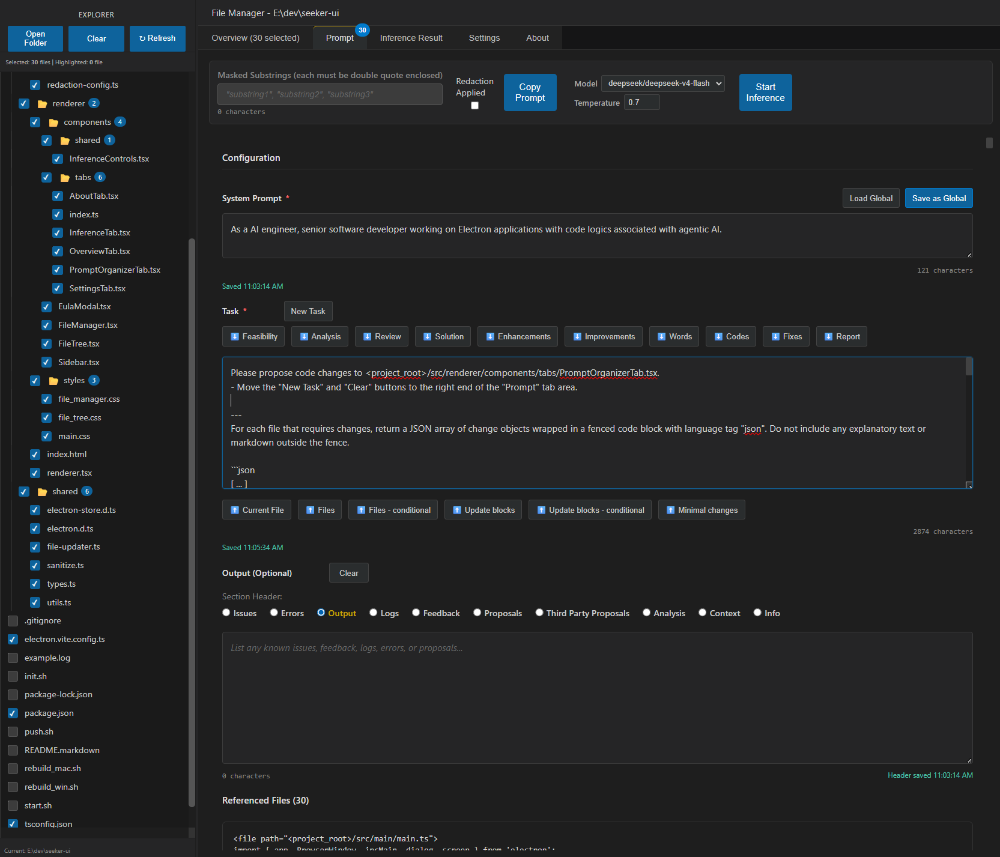 EXPLORER
Open Folder
Clear
↻ Refresh
Selected: 30 files | Highlighted: 0 file
redaction-config.ts
renderer 2
components 4
shared 1
InferenceControls.tsx
tabs 6
AboutTab.tsx
index.ts
InferenceTab.tsx
OverviewTab.tsx
PromptOrganizerTab.tsx
SettingsTab.tsx
EulaModal.tsx
FileManager.tsx
FileTree.tsx
Sidebar.tsx
styles 3
file_manager.css
file_tree.css
main.css
index.html
renderer.tsx
shared 6
electron-store.d.ts
electron.d.ts
file-updater.ts
sanitize.ts
types.ts
utils.ts
.gitignore
electron.vite.config.ts
example.log
init.sh
package-lock.json
package.json
push.sh
README.markdown
rebuild_mac.sh
rebuild_win.sh
start.sh
tsconfig.json
Current: E:\dev\seeker-ui
File Manager - E:\dev\seeker-ui
Overview (30 selected)
Prompt 30
Inference Result
Settings
About
Masked Substrings (each must be double quote enclosed)
"substring1", "substring2", "substring3"
0 characters
Redaction
Applied
Copy
Prompt
Model deepseek/deepseek-v4-flash
Temperature 0.7
Start
Inference
Configuration
System Prompt *
Load Global
Save as Global
As a AI engineer, senior software developer working on Electron applications with code logics associated with agentic AI.
121 characters
Saved 11:03:14 AM
Task *
New Task
Feasibility
Analysis
Review
Solution
Enhancements
Improvements
Words
Codes
Fixes
Report
Please propose code changes to <project_root>/src/renderer/components/tabs/PromptOrganizerTab.tsx.
- Move the "New Task" and "Clear" buttons to the right end of the "Prompt" tab area.
---
For each file that requires changes, return a JSON array of change objects wrapped in a fenced code block with language tag "json". Do not include any explanatory text or
markdown outside the fence.
```json
[ ... ]
Current File
Files
Files - conditional
Update blocks
Update blocks - conditional
Minimal changes
2874 characters
Saved 11:05:34 AM
Output (Optional)
Clear
Section Header:
Issues
Errors
Output
Logs
Feedback
Proposals
Third Party Proposals
Analysis
Context
Info
List any known issues, feedback, logs, errors, or proposals...
0 characters
Header saved 11:03:14 AM
Referenced Files (30)
<file path="<project_root>/src/main/main.ts">
import { app, BrowserWindow, ipcMain, dialog, screen } from 'electron';